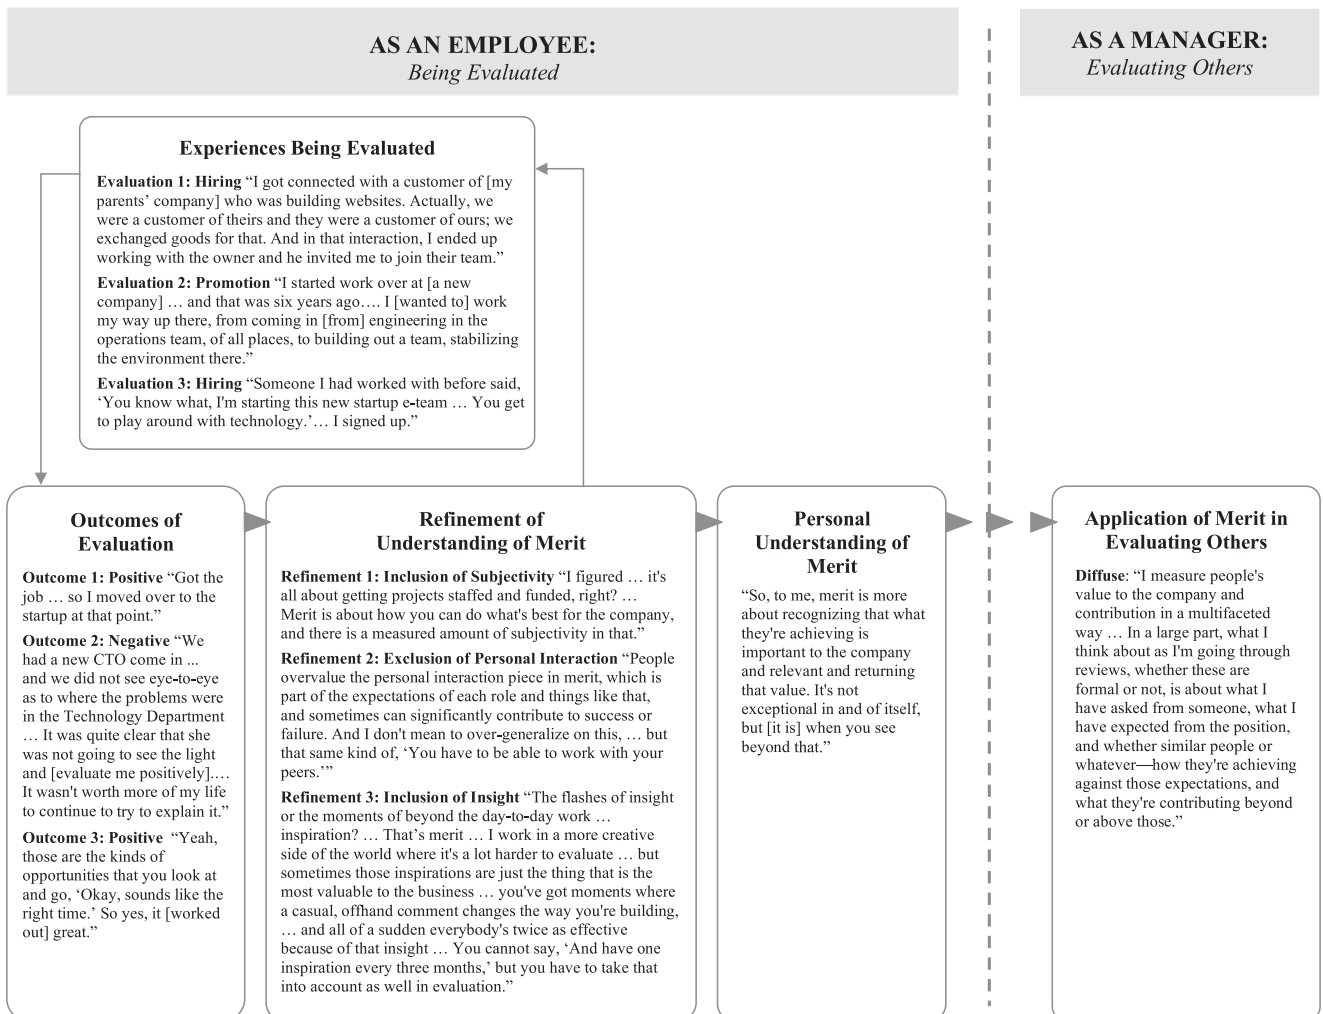 AS AN EMPLOYEE:
Being Evaluated
AS A MANAGER:
Evaluating Others
Experiences Being Evaluated
Evaluation 1: Hiring “I got connected with a customer of [my
parents’ company] who was building websites. Actually, we
were a customer of theirs and they were a customer of ours; we
exchanged goods for that. And in that interaction, I ended up
working with the owner and he invited me to join their team.”
Evaluation 2: Promotion “I started work over at [a new
company] … and that was six years ago…. I [wanted to] work
my way up there, from coming in [from] engineering in the
operations team, of all places, to building out a team, stabilizing
the environment there.”
Evaluation 3: Hiring “Someone I had worked with before said,
‘You know what, I'm starting this new startup e-team … You get
to play around with technology.’… I signed up.”
Outcomes of
Evaluation
Outcome 1: Positive “Got the
job … so I moved over to the
startup at that point.”
Outcome 2: Negative “We
had a new CTO come in ...
and we did not see eye-to-eye
as to where the problems were
in the Technology Department
… It was quite clear that she
was not going to see the light
and [evaluate me positively].…
It wasn't worth more of my life
to continue to try to explain it.”
Outcome 3: Positive “Yeah,
those are the kinds of
opportunities that you look at
and go, ‘Okay, sounds like the
right time.’ So yes, it [worked
out] great.”
Refinement of
Understanding of Merit
Refinement 1: Inclusion of Subjectivity “I figured … it's
all about getting projects staffed and funded, right? …
Merit is about how you can do what's best for the company,
and there is a measured amount of subjectivity in that.”
Refinement 2: Exclusion of Personal Interaction “People
overvalue the personal interaction piece in merit, which is
part of the expectations of each role and things like that,
and sometimes can significantly contribute to success or
failure. And I don't mean to over-generalize on this, … but
that same kind of, ‘You have to be able to work with your
peers.’”
Refinement 3: Inclusion of Insight “The flashes of insight
or the moments of beyond the day-to-day work …
inspiration? … That’s merit … I work in a more creative
side of the world where it's a lot harder to evaluate … but
sometimes those inspirations are just the thing that is the
most valuable to the business … you've got moments where
a casual, offhand comment changes the way you're building,
… and all of a sudden everybody's twice as effective
because of that insight … You cannot say, ‘And have one
inspiration every three months,’ but you have to take that
into account as well in evaluation.”
Personal
Understanding of
Merit
“So, to me, merit is more
about recognizing that what
they're achieving is
important to the company
and relevant and returning
that value. It's not
exceptional in and of itself,
but [it is] when you see
beyond that.”
Application of Merit in
Evaluating Others
Diffuse: “I measure people's
value to the company and
contribution in a multifaceted
way … In a large part, what I
think about as I'm going through
reviews, whether these are
formal or not, is about what I
have asked from someone, what I
have expected from the position,
and whether similar people or
whatever—how they're achieving
against those expectations, and
what they're contributing beyond
or above those.”